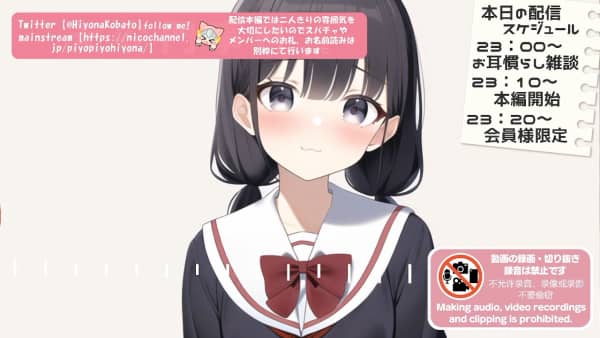 Twitter【@HiyonaKobato】follow me!
mainstream【https://nicochannel.
jp/piyopiyohiyona/】
配信本編では二人きりの雰囲気を
大切にしたいのでスパチャや
メンバーへのお礼、お名前読みは
別枠にて行います♡
本日の配信
スケジュール
23：00〜
お耳慣らし雑談
23：10〜
本編開始
23：20〜
会員様限定
動画の録画・切り抜き
録音は禁止です
不允许录音、录像或录影
不要偷窃
Making audio, video recordings
and clipping is prohibited.